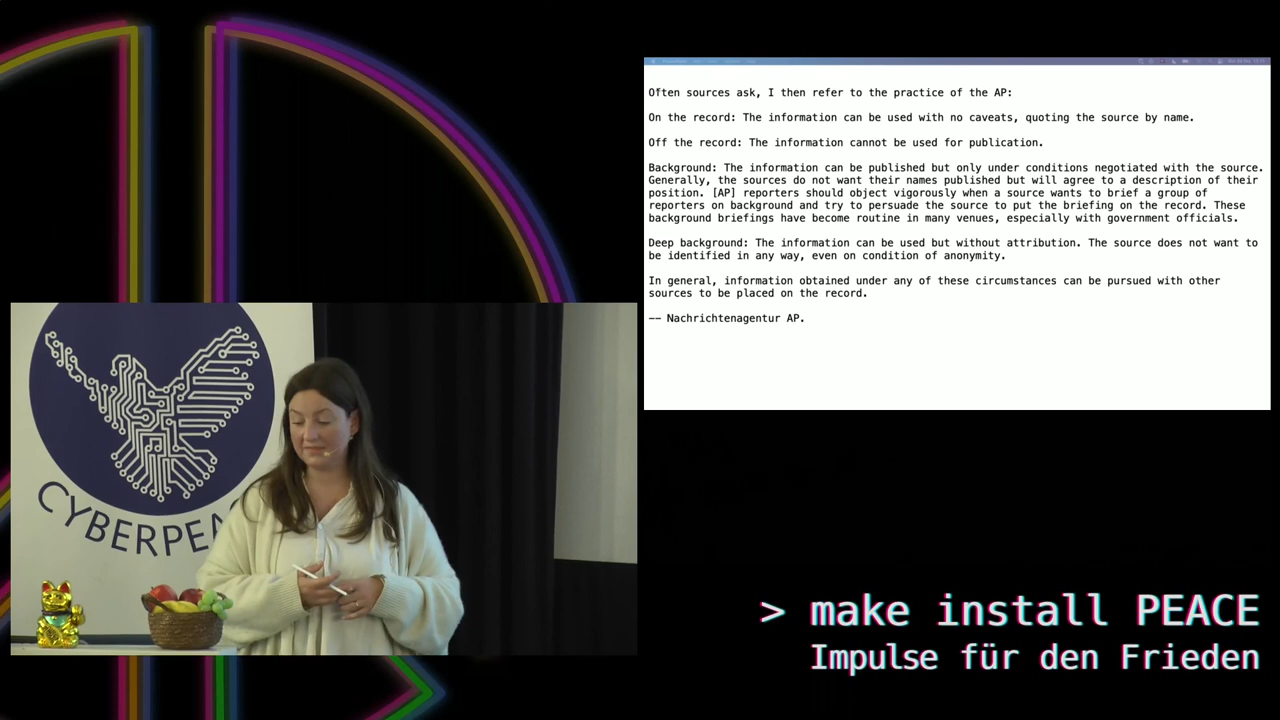 Often sources ask, I then refer to the practice of the AP:
On the record: The information can be used with no caveats, quoting the source by name.
Off the record: The information cannot be used for publication.
Background: The information can be published but only under conditions negotiated with the source.
Generally, the sources do not want their names published but will agree to a description of their
position. [AP] reporters should object vigorously when a source wants to brief a group of
reporters on background and try to persuade the source to put the briefing on the record. These
background briefings have become routine in many venues, especially with government officials.
Deep background: The information can be used but without attribution. The source does not want to
be identified in any way, even on condition of anonymity.
In general, information obtained under any of these circumstances can be pursued with other
sources to be placed on the record.
—— Nachrichtenagentur AP.
CYBERPEA
> make install PEACE
Impulse für den Frieden